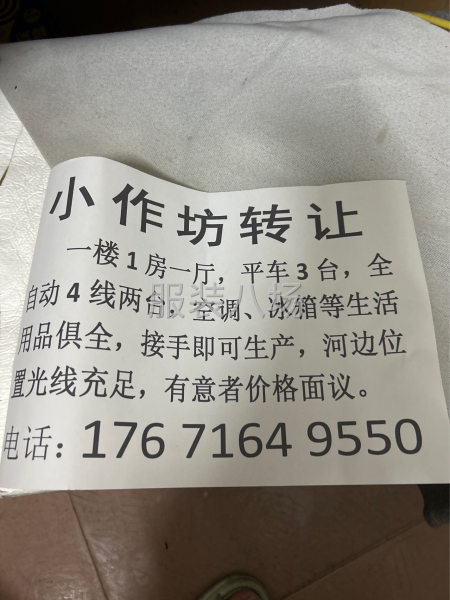 小作坊转让
一楼1房一厅，平车3台，全
自动4线两台，空调、冰箱等生活
用品俱全，接手即可生产，河边位
置光线充足，有意者价格面议。
电话：176 7164 9550
服装八场